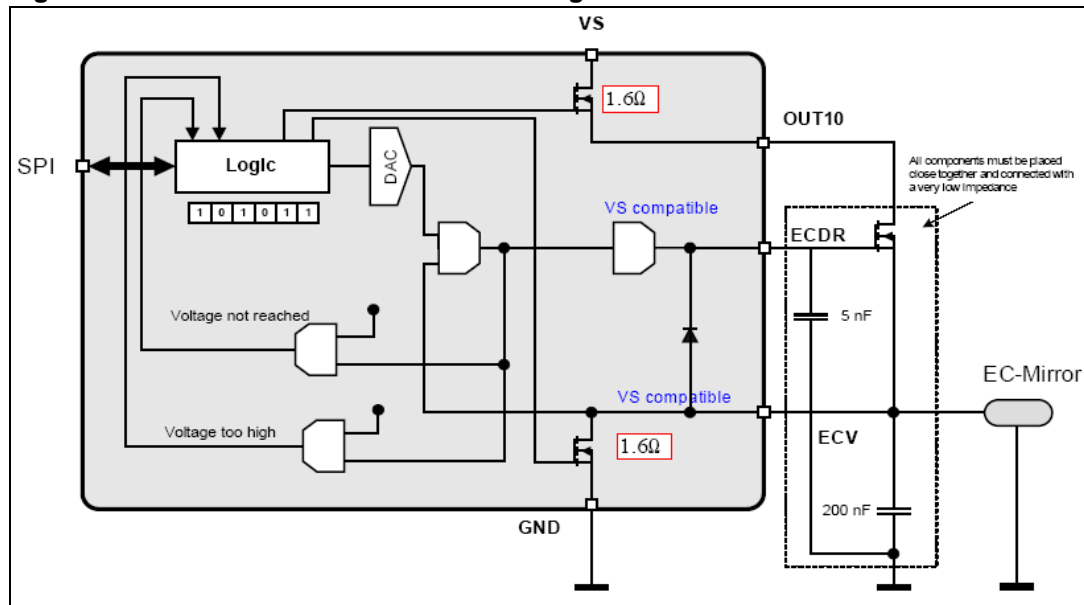 VS
1.6Ω
OUT10
All components must be placed
close together and connected with
a very low impedance
SPI
Logic
DAC
1 0 1 0 1 1
VS compatible
ECDR
Voltage not reached
5 nF
EC-Mirror
VS compatible
ECV
Voltage too high
1.6Ω
200 nF
GND